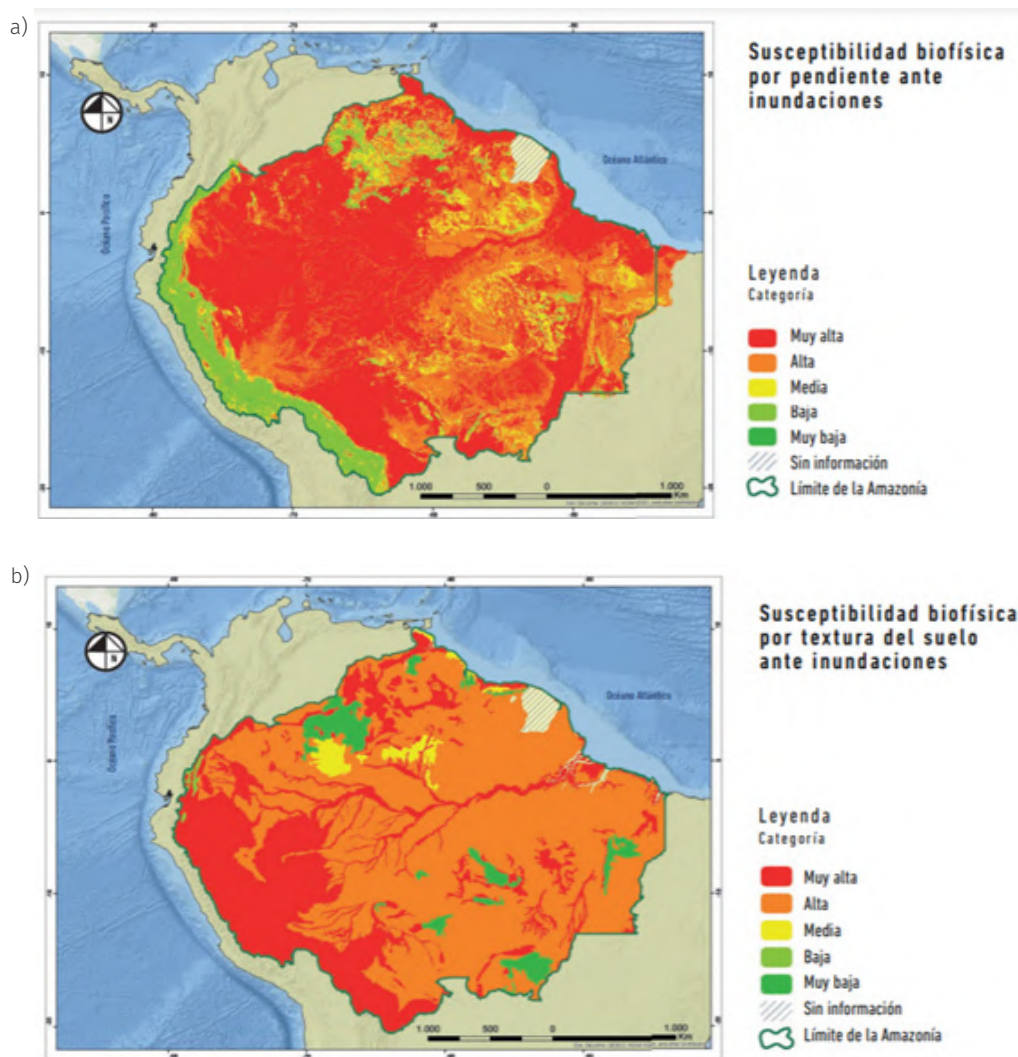 a)
Susceptibilidad biofísica
por pendiente ante
inundaciones
Océano Atlántico
Océano Pacífico
N
Leyenda
Categoría
Muy alta
Alta
Media
Baja
Muy baja
Sin información
Límite de la Amazonía
1.000 500 0 1.000
Km
b)
Susceptibilidad biofísica
por textura del suelo
ante inundaciones
Océano Atlántico
Océano Pacífico
N
Leyenda
Categoría
Muy alta
Alta
Media
Baja
Muy baja
Sin información
Límite de la Amazonía
1.000 500 0 1.000
Km